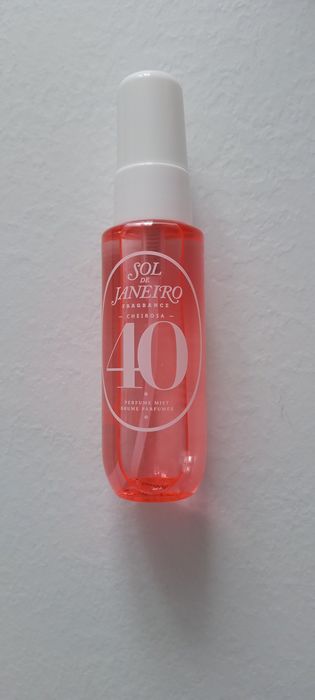 SOL
DE
JANEIRO
FRAGRANCE
— CHEIROSA —
40
PERFUME MIST
BRUME PARFUMÉE